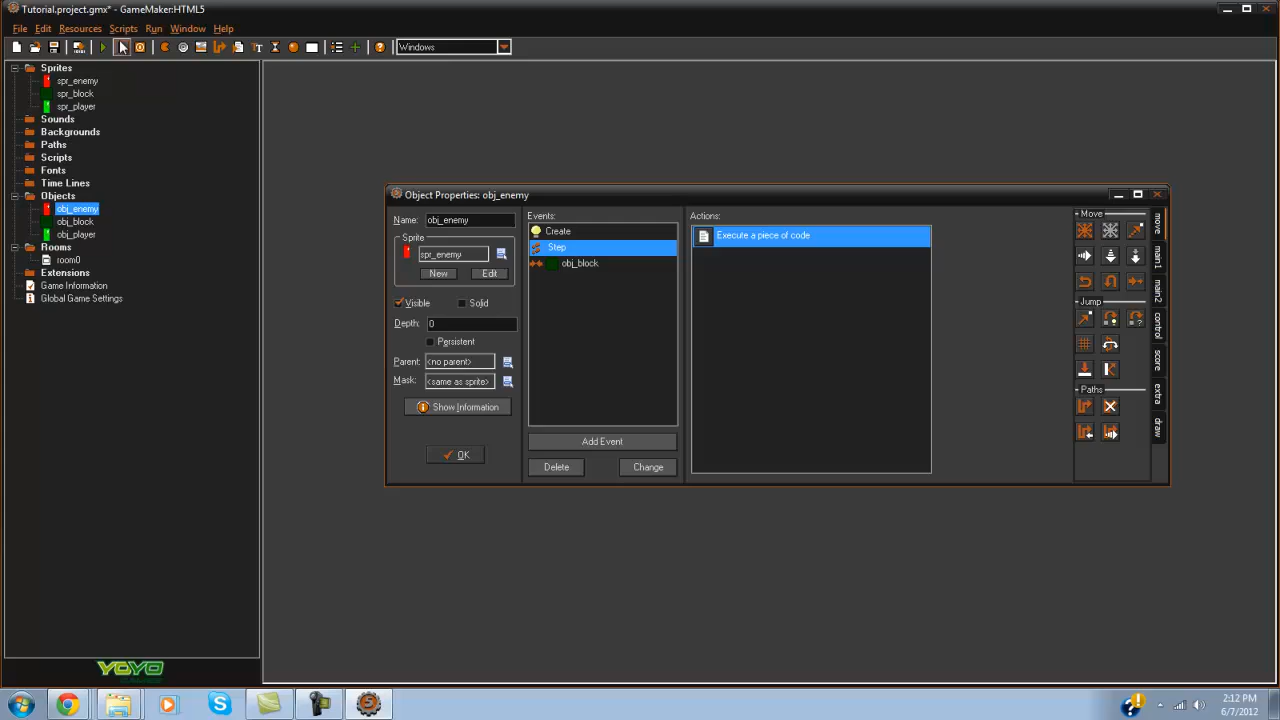 Tutorial.project.gmx* - GameMaker:HTML5
File Edit Resources Scripts Run Window Help
Windows
Sprites
spr_enemy
spr_block
spr_player
Sounds
Backgrounds
Paths
Scripts
Fonts
Time Lines
Objects
obj_enemy
obj_block
obj_player
Rooms
room0
Extensions
Game Information
Global Game Settings
YOYO
Object Properties: obj_enemy
Name: obj_enemy
Sprite
spr_enemy
New Edit
Visible Solid
Depth: 0
Persistent
Parent: <no parent>
Mask: <same as sprite>
Show Information
OK
Events:
Create
Step
obj_block
Add Event
Delete Change
Actions:
Execute a piece of code
Move
Jump
Paths
move
main1
main2
control
score
extra
draw
2:12 PM
6/7/2012